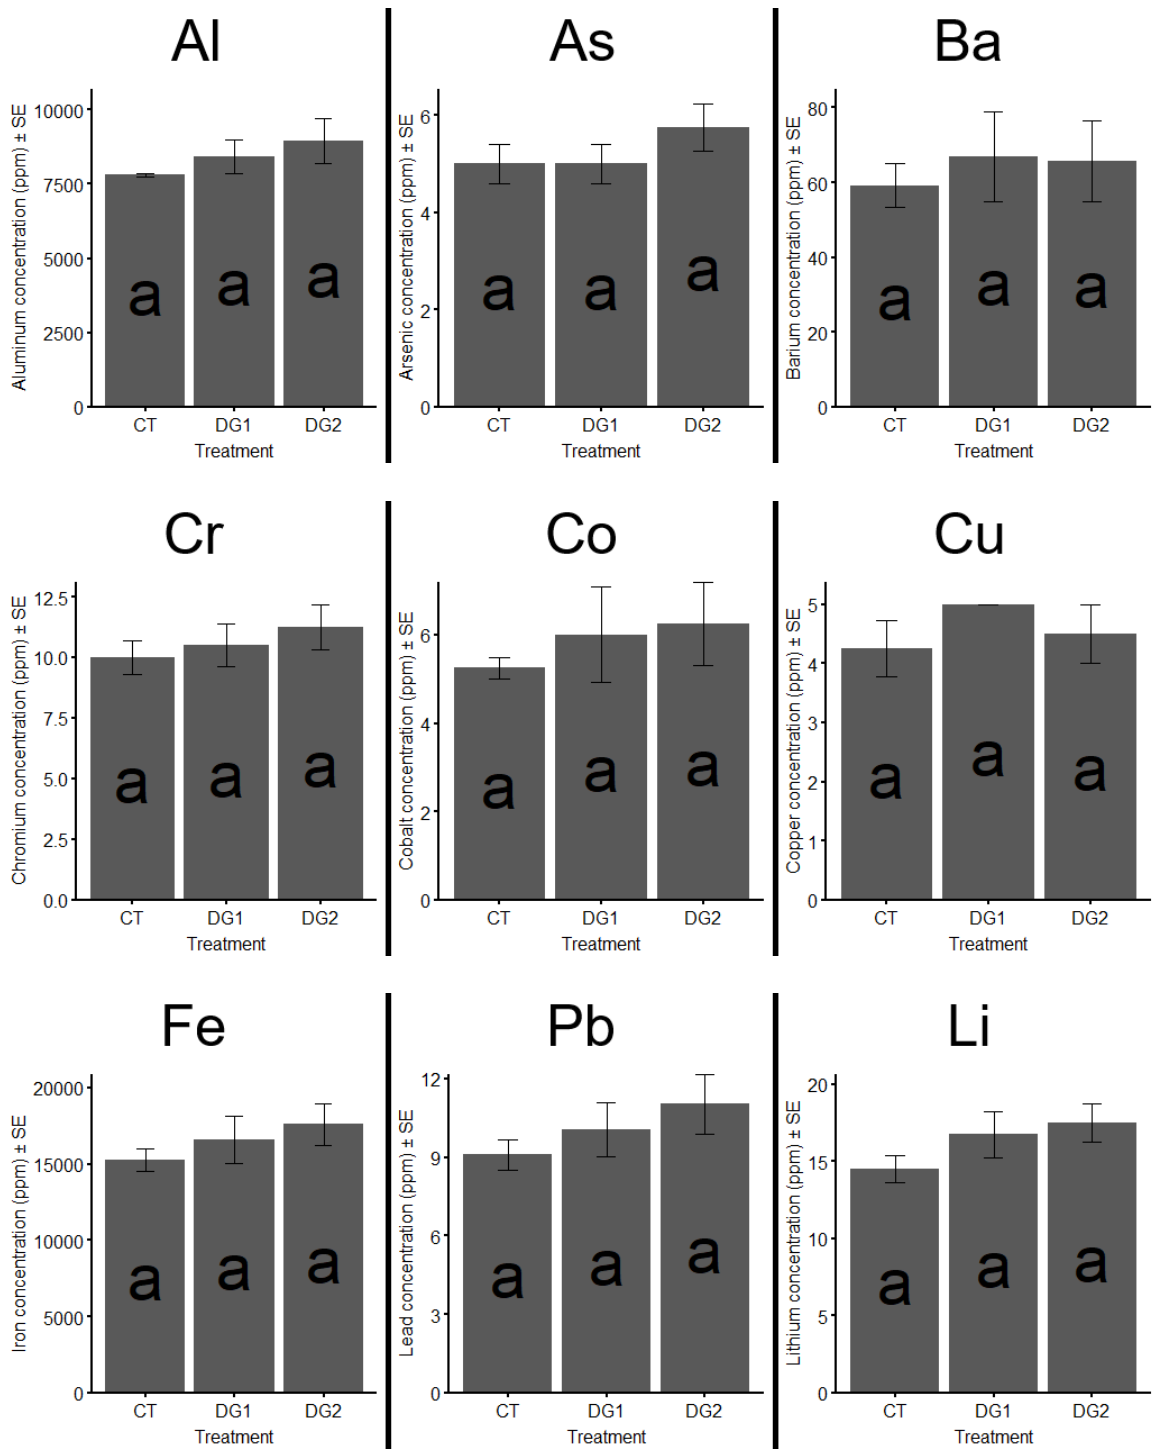 Al
Aluminum concentration (ppm) ± SE
10000
7500
5000
2500
0
a a a
CT DG1 DG2
Treatment
As
Arsenic concentration (ppm) ± SE
6
4
2
0
a a a
CT DG1 DG2
Treatment
Ba
Barium concentration (ppm) ± SE
80
60
40
20
0
a a a
CT DG1 DG2
Treatment
Cr
Chromium concentration (ppm) ± SE
12.5
10.0
7.5
5.0
2.5
0.0
a a a
CT DG1 DG2
Treatment
Co
Cobalt concentration (ppm) ± SE
6
4
2
0
a a a
CT DG1 DG2
Treatment
Cu
Copper concentration (ppm) ± SE
5
4
3
2
1
0
a a a
CT DG1 DG2
Treatment
Fe
Iron concentration (ppm) ± SE
20000
15000
10000
5000
0
a a a
CT DG1 DG2
Treatment
Pb
Lead concentration (ppm) ± SE
12
9
6
3
0
a a a
CT DG1 DG2
Treatment
Li
Lithium concentration (ppm) ± SE
20
15
10
5
0
a a a
CT DG1 DG2
Treatment